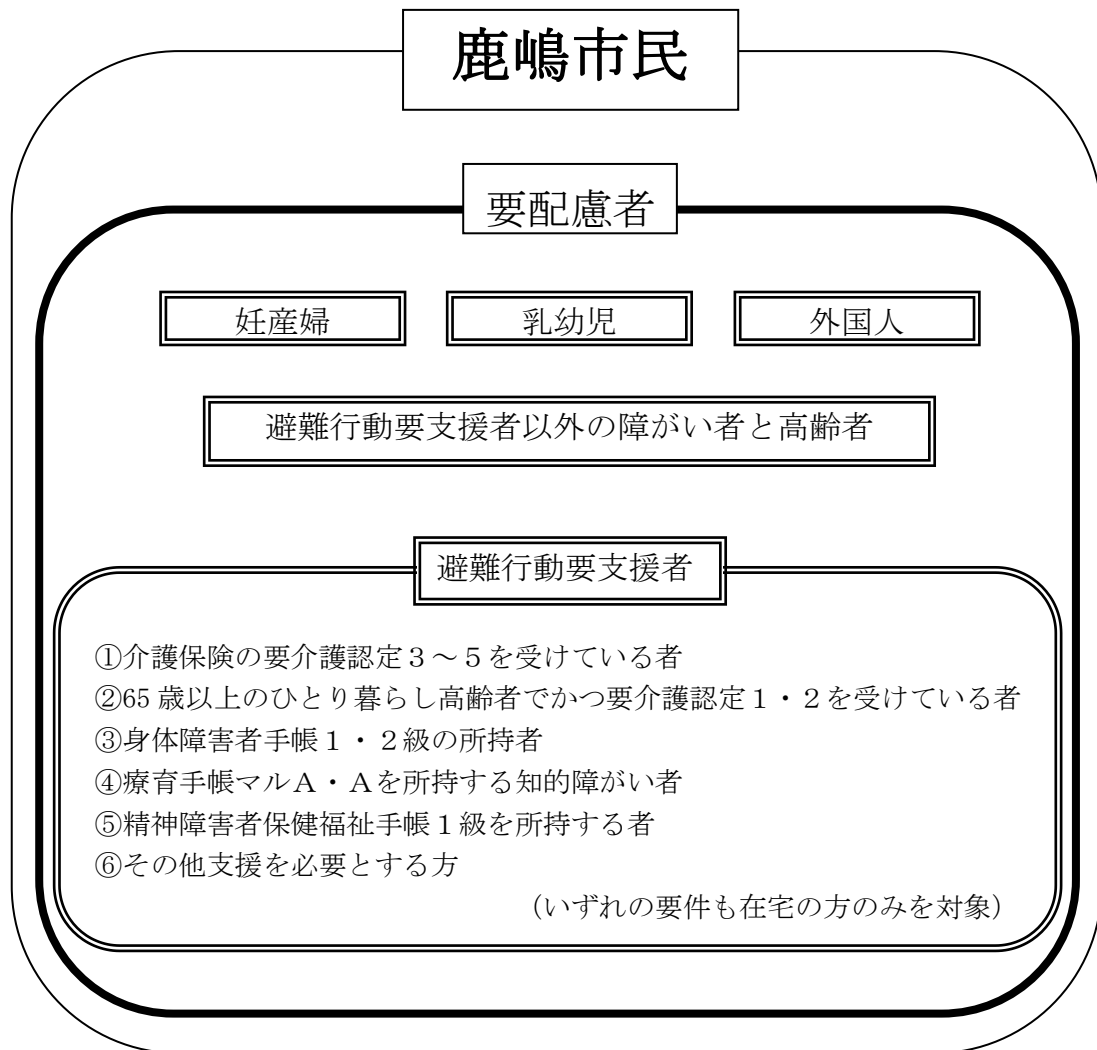 鹿嶋市民
要配慮者
妊産婦
乳幼児
外国人
避難行動要支援者以外の障がい者と高齢者
避難行動要支援者
①介護保険の要介護認定３～５を受けている者
②65 歳以上のひとり暮らし高齢者でかつ要介護認定１・２を受けている者
③身体障害者手帳１・２級の所持者
④療育手帳マルＡ・Ａを所持する知的障がい者
⑤精神障害者保健福祉手帳１級を所持する者
⑥その他支援を必要とする方
（いずれの要件も在宅の方のみを対象）